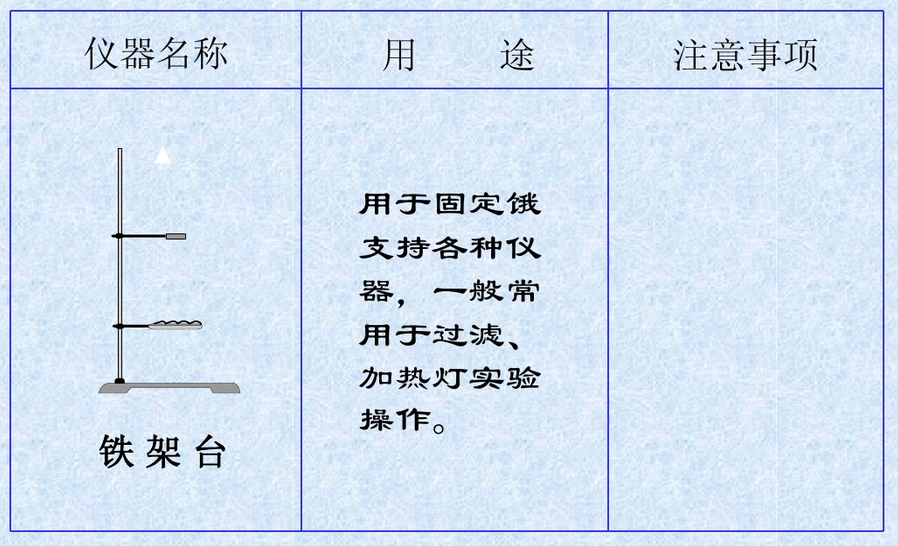 仪器名称
用 途
注意事项
铁架台
用于固定饿
支持各种仪
器，一般常
用于过滤、
加热灯实验
操作。